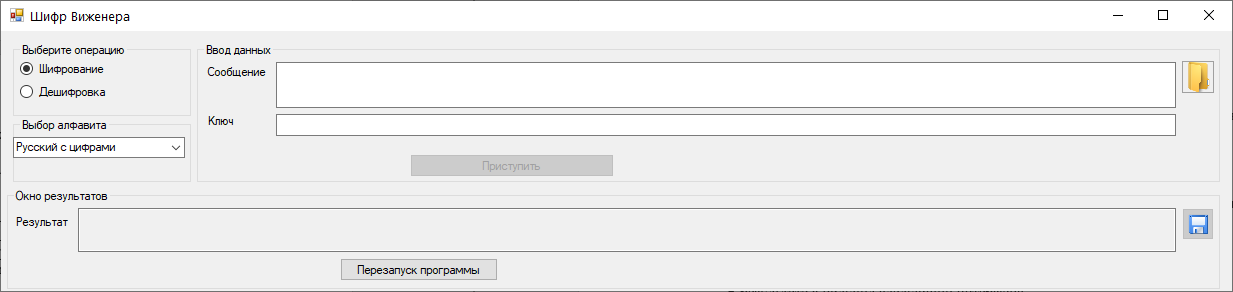 Шифр Виженера
Выберите операцию
Шифрование
Дешифровка
Выбор алфавита
Русский с цифрами
Ввод данных
Сообщение
Ключ
Приступить
Окно результатов
Результат
Перезапуск программы